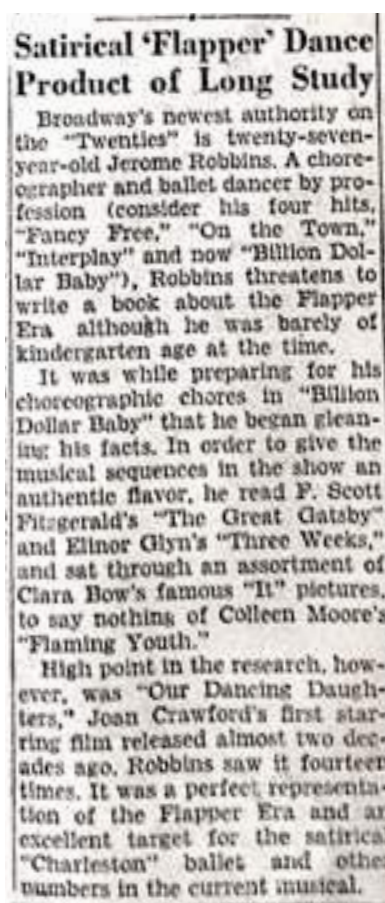 Satirical 'Flapper' Dance
Product of Long Study
Broadway's newest authority on
the "Twenties" is twenty-seven-
year-old Jerome Robbins. A chore-
ographer and ballet dancer by pro-
fession (consider his four hits,
"Fancy Free," "On the Town,"
"Interplay" and now "Billion Dol-
lar Baby"), Robbins threatens to
write a book about the Flapper
Era although he was barely of
kindergarten age at the time.
It was while preparing for his
choreographic chores in "Billion
Dollar Baby" that he began glean-
ing his facts. In order to give the
musical sequences in the show an
authentic flavor, he read F. Scott
Fitzgerald's "The Great Gatsby"
and Elinor Glyn's "Three Weeks,"
and sat through an assortment of
Clara Bow's famous "It" pictures,
to say nothing of Colleen Moore's
"Flaming Youth."
High point in the research, how-
ever, was "Our Dancing Daugh-
ters," Joan Crawford's first star-
ring film released almost two dec-
ades ago. Robbins saw it fourteen
times. It was a perfect representa-
tion of the Flapper Era and an
excellent target for the satirica
"Charleston" ballet and othe
numbers in the current musical.